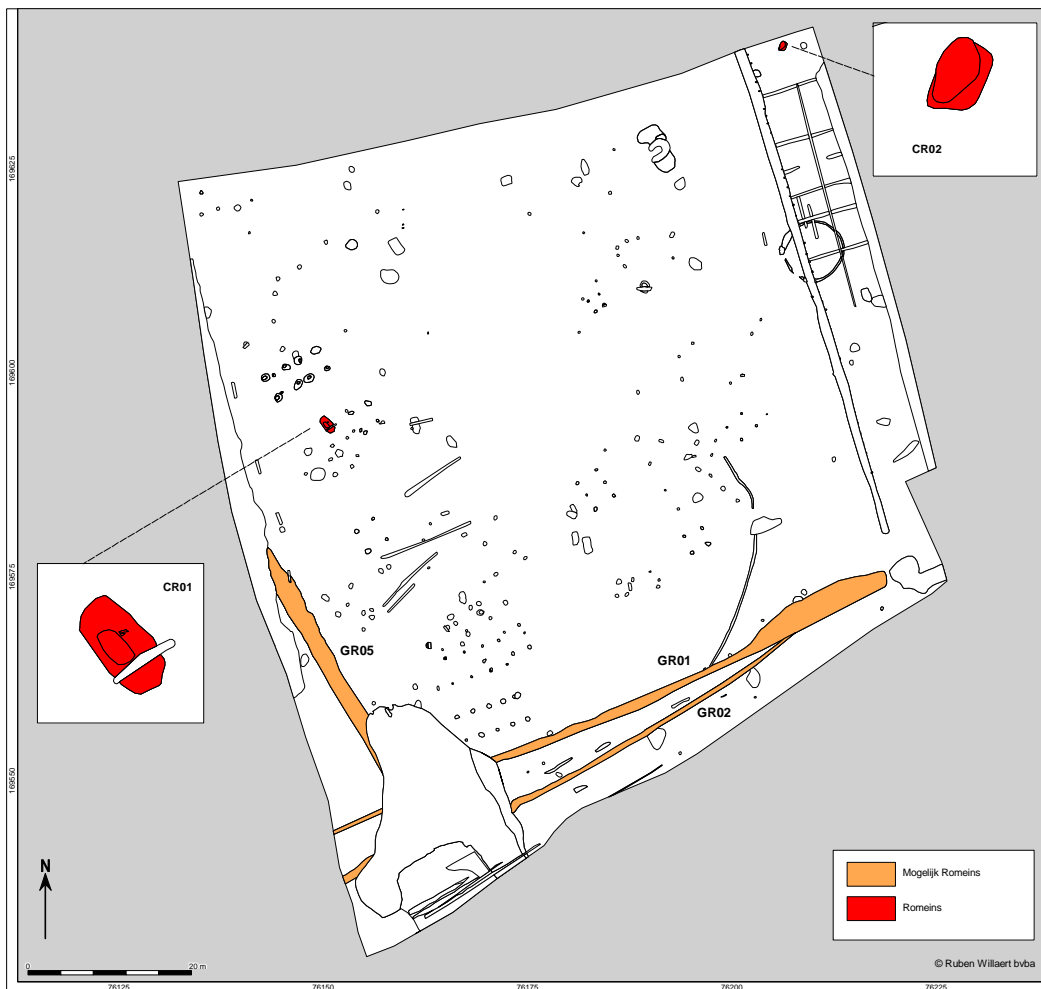 CR02
169625
169600
CR01
169575
GR05
GR01
GR02
169550
N
Mogelijk Romeins
Romeins
0
20 m
© Ruben Willaert bvba
76125
76150
76175
76200
76225